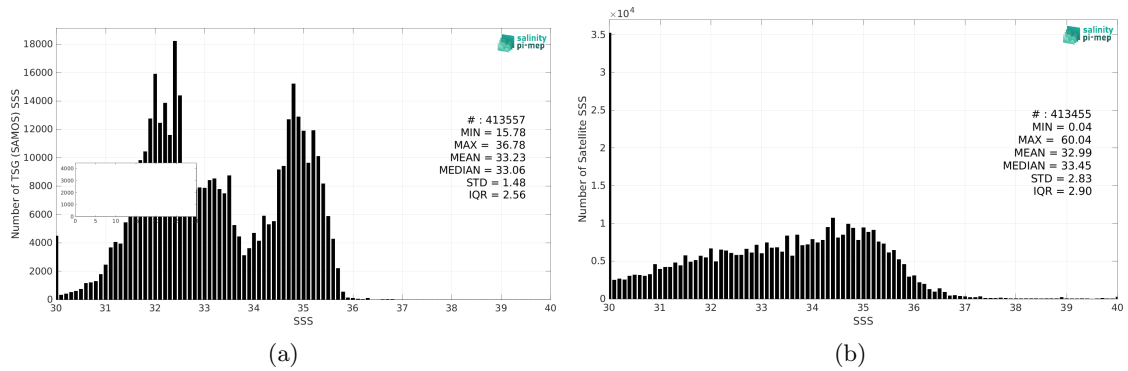 salinity
pi-mep
Number of TSG (SAMOS) SSS
18000
16000
14000
12000
10000
8000
6000
4000
2000
0
# : 413557
MIN = 15.78
MAX = 36.78
MEAN = 33.23
MEDIAN = 33.06
STD = 1.48
IQR = 2.56
4000
3000
2000
1000
0
0 5 10
30 31 32 33 34 35 36 37 38 39 40
SSS
(a)
×10⁴
salinity
pi-mep
Number of Satellite SSS
3.5
3
2.5
2
1.5
1
0.5
0
# : 413455
MIN = 0.04
MAX = 60.04
MEAN = 32.99
MEDIAN = 33.45
STD = 2.83
IQR = 2.90
30 31 32 33 34 35 36 37 38 39 40
SSS
(b)